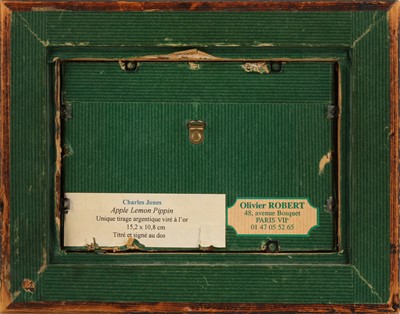 Charles Jones
Apple Lemon Pippin
Unique tirage argentique viré à l'or
15,2 x 10,8 cm
Titré et signé au dos
Olivier ROBERT
48, avenue Bosquet
PARIS VIIᵉ
01 47 05 52 65